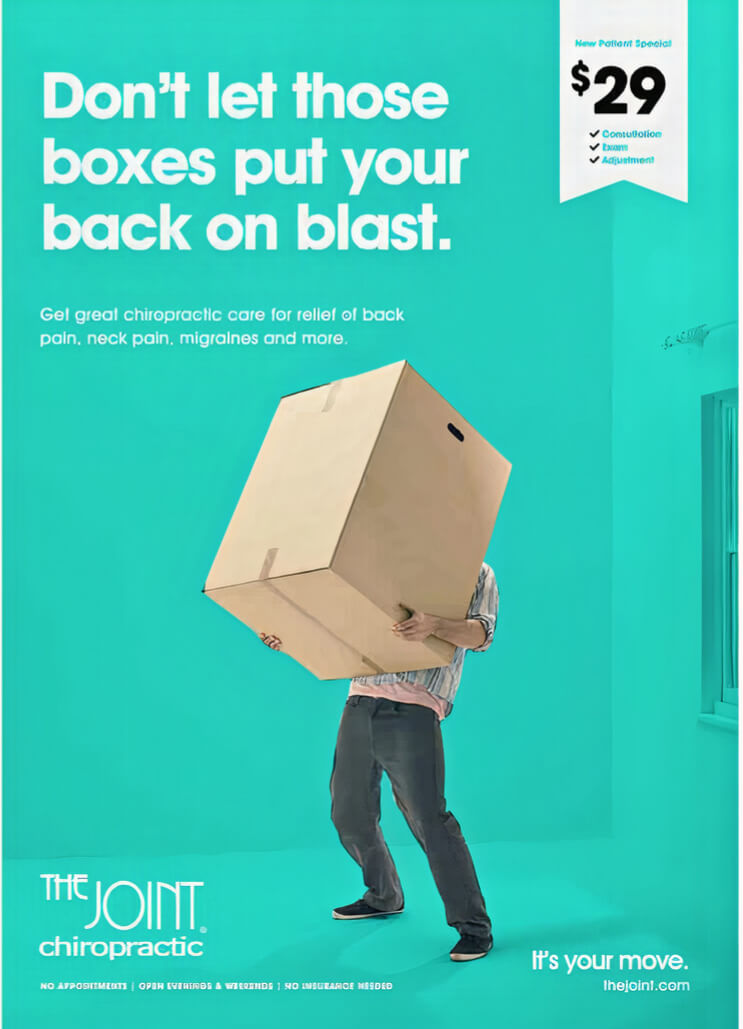 Don't let those
boxes put your
back on blast.
New Patient Special
$29
✓ Consultation
✓ Exam
✓ Adjustment
Get great chiropractic care for relief of back
pain, neck pain, migraines and more.
THE JOINT®
chiropractic
NO APPOINTMENTS | OPEN EVENINGS & WEEKENDS | NO INSURANCE NEEDED
It's your move.
thejoint.com